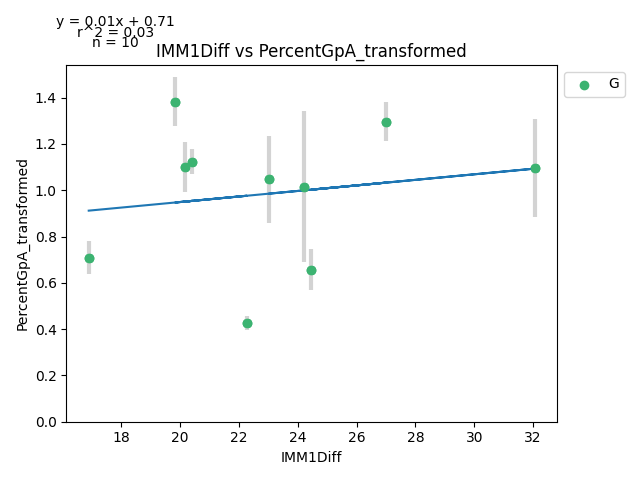 y = 0.01x + 0.71
r^2 = 0.03
n = 10
IMM1Diff vs PercentGpA_transformed
G
PercentGpA_transformed
1.4
1.2
1.0
0.8
0.6
0.4
0.2
0.0
18 20 22 24 26 28 30 32
IMM1Diff